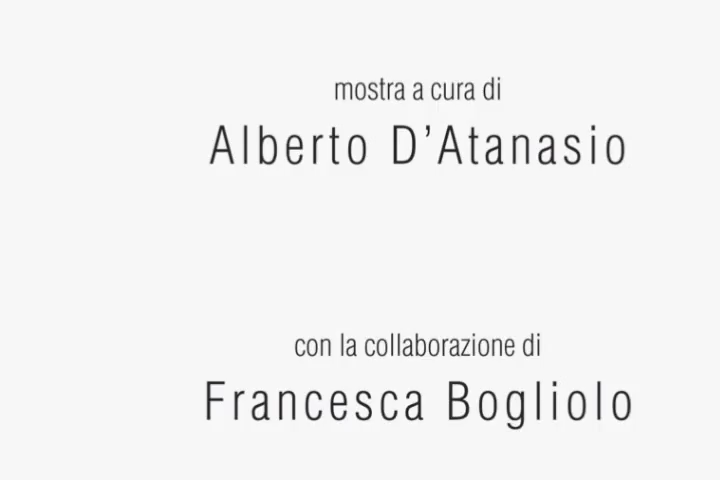 mostra a cura di
Alberto D’Atanasio
con la collaborazione di
Francesca Bogliolo